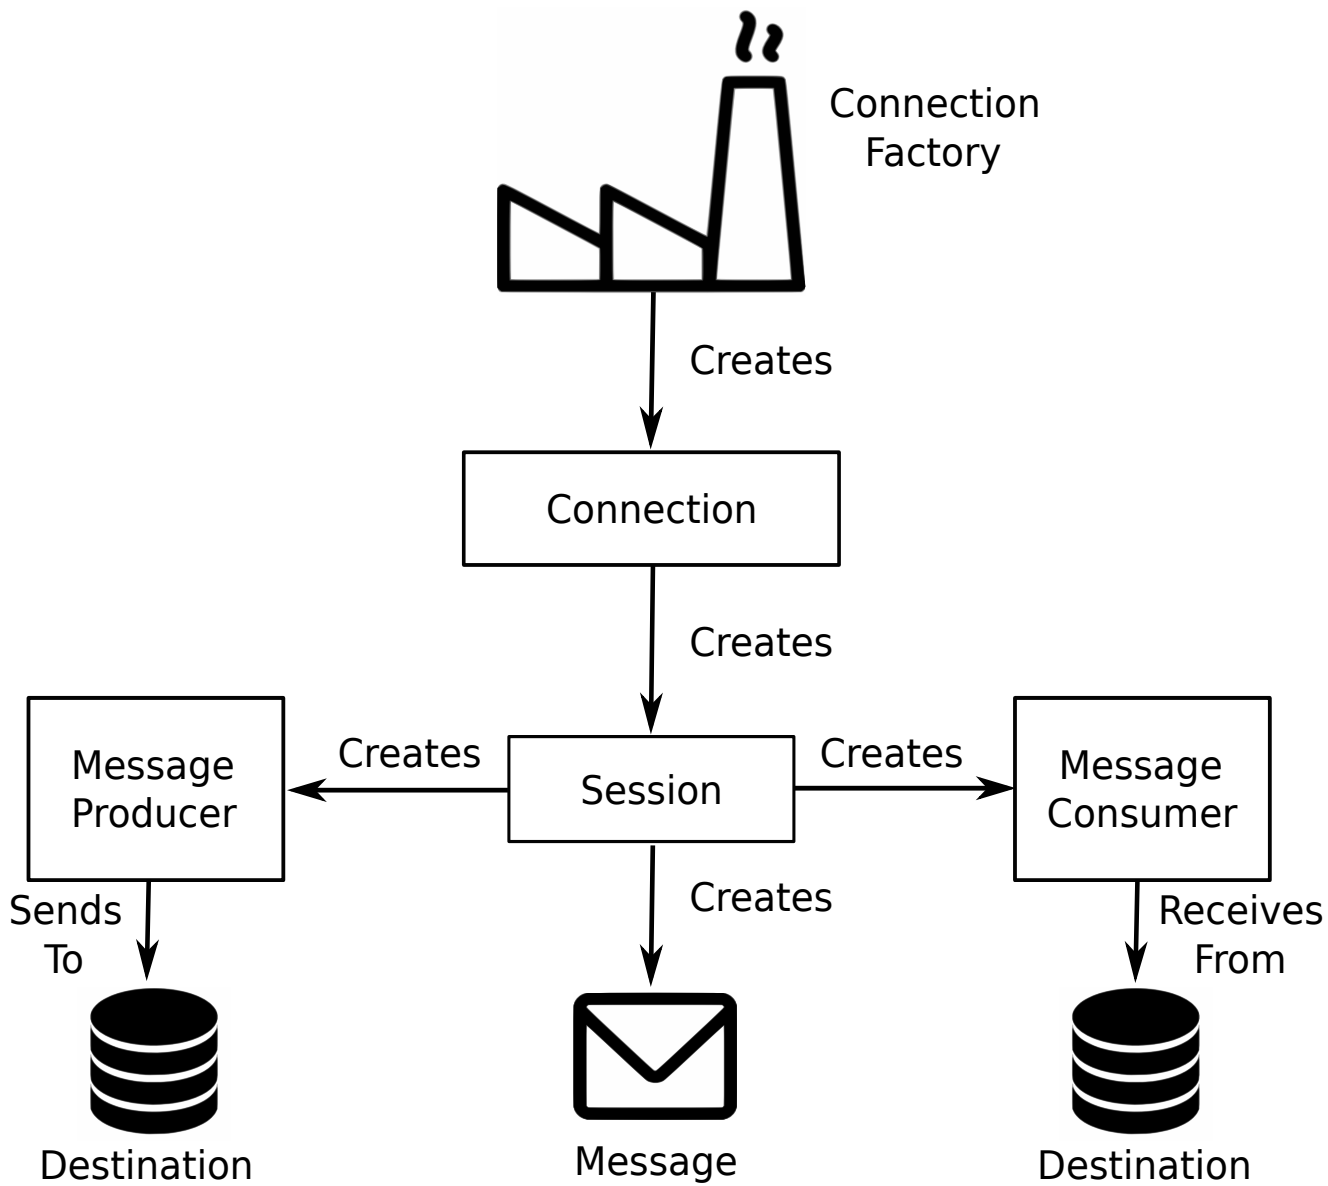 Connection
Factory
Creates
Connection
Creates
Message
Producer
Creates
Session
Creates
Message
Consumer
Sends
To
Creates
Receives
From
Destination
Message
Destination